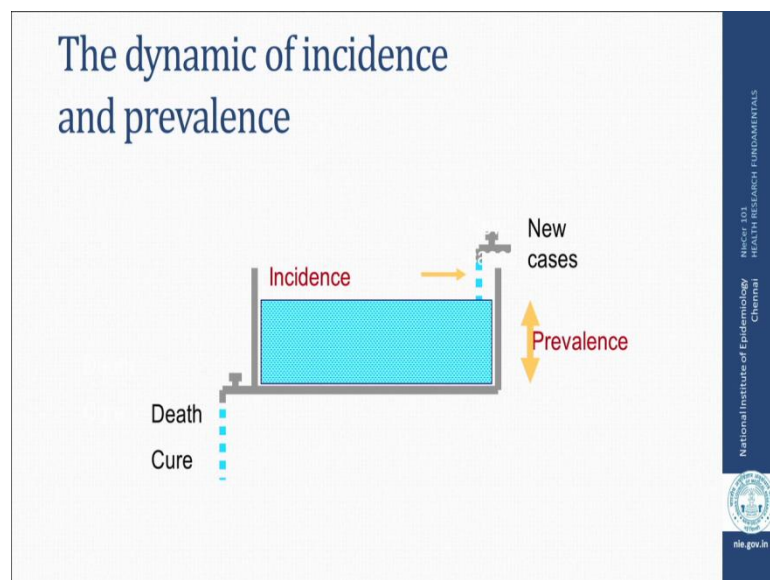 The dynamic of incidence
and prevalence
New
cases
Incidence
Prevalence
Death
Cure
National Institute of Epidemiology
Chennai
NIeCer 101
HEALTH RESEARCH FUNDAMENTALS
nie.gov.in